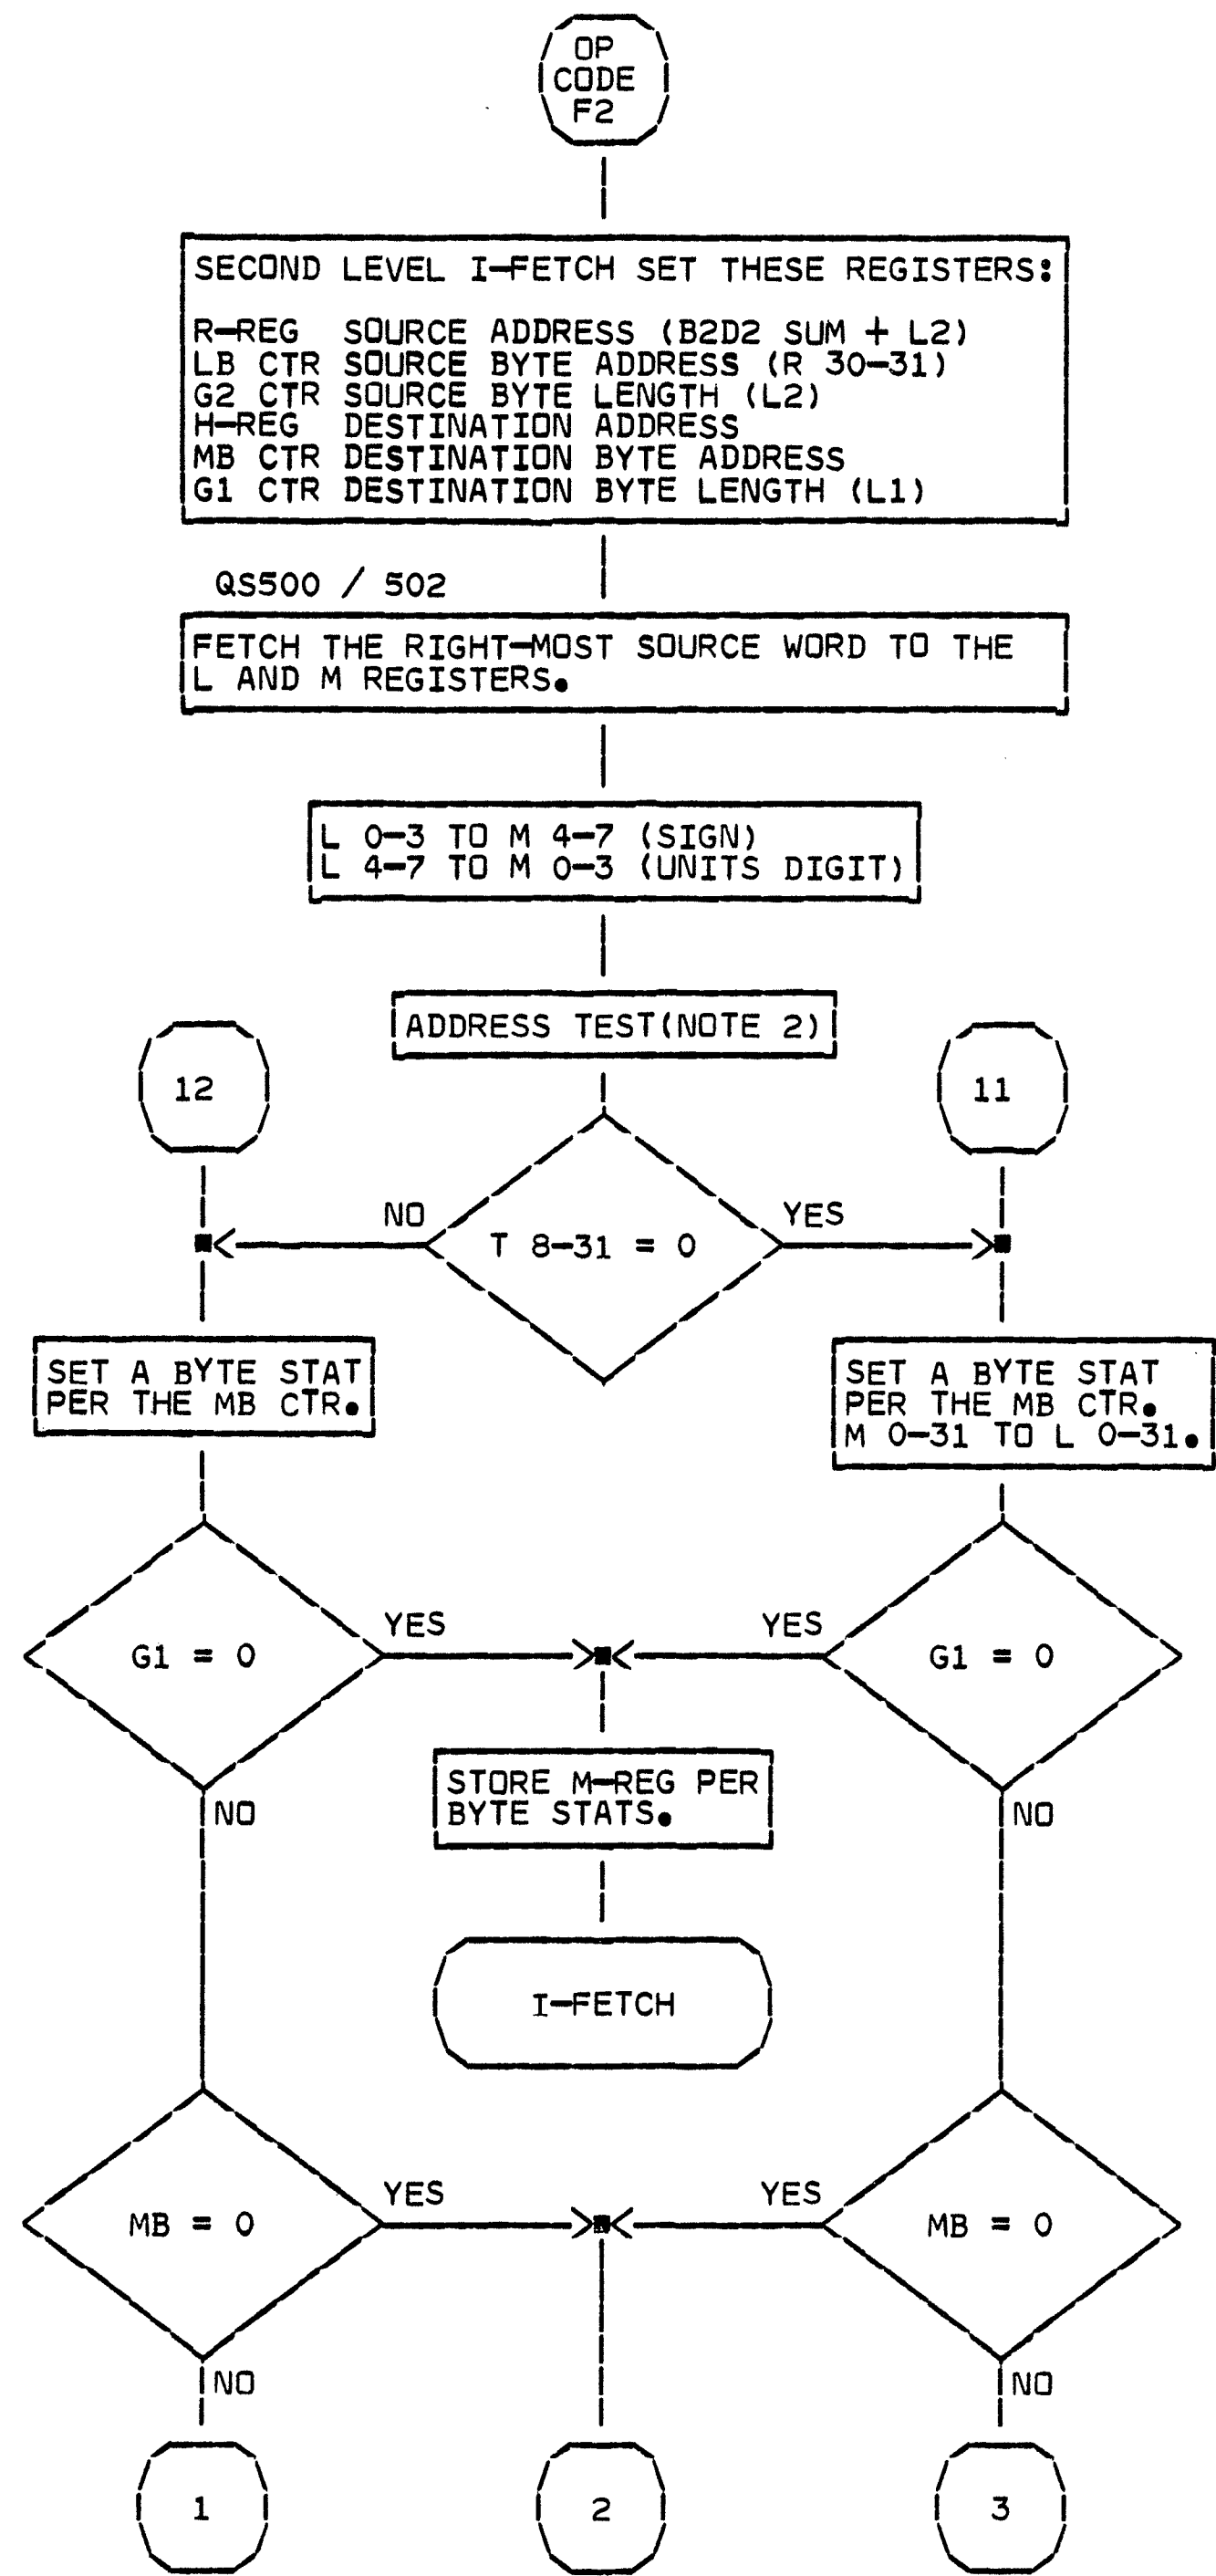 OP
CODE
F2
SECOND LEVEL I-FETCH SET THESE REGISTERS:
R-REG SOURCE ADDRESS (B2D2 SUM + L2)
LB CTR SOURCE BYTE ADDRESS (R 30-31)
G2 CTR SOURCE BYTE LENGTH (L2)
H-REG DESTINATION ADDRESS
MB CTR DESTINATION BYTE ADDRESS
G1 CTR DESTINATION BYTE LENGTH (L1)
QS500 / 502
FETCH THE RIGHT-MOST SOURCE WORD TO THE
L AND M REGISTERS.
L 0-3 TO M 4-7 (SIGN)
L 4-7 TO M 0-3 (UNITS DIGIT)
ADDRESS TEST(NOTE 2)
12
11
NO
YES
T 8-31 = 0
SET A BYTE STAT
PER THE MB CTR.
SET A BYTE STAT
PER THE MB CTR.
M 0-31 TO L 0-31.
YES
YES
G1 = 0
G1 = 0
STORE M-REG PER
BYTE STATS.
NO
NO
I-FETCH
YES
YES
MB = 0
MB = 0
NO
NO
1
2
3